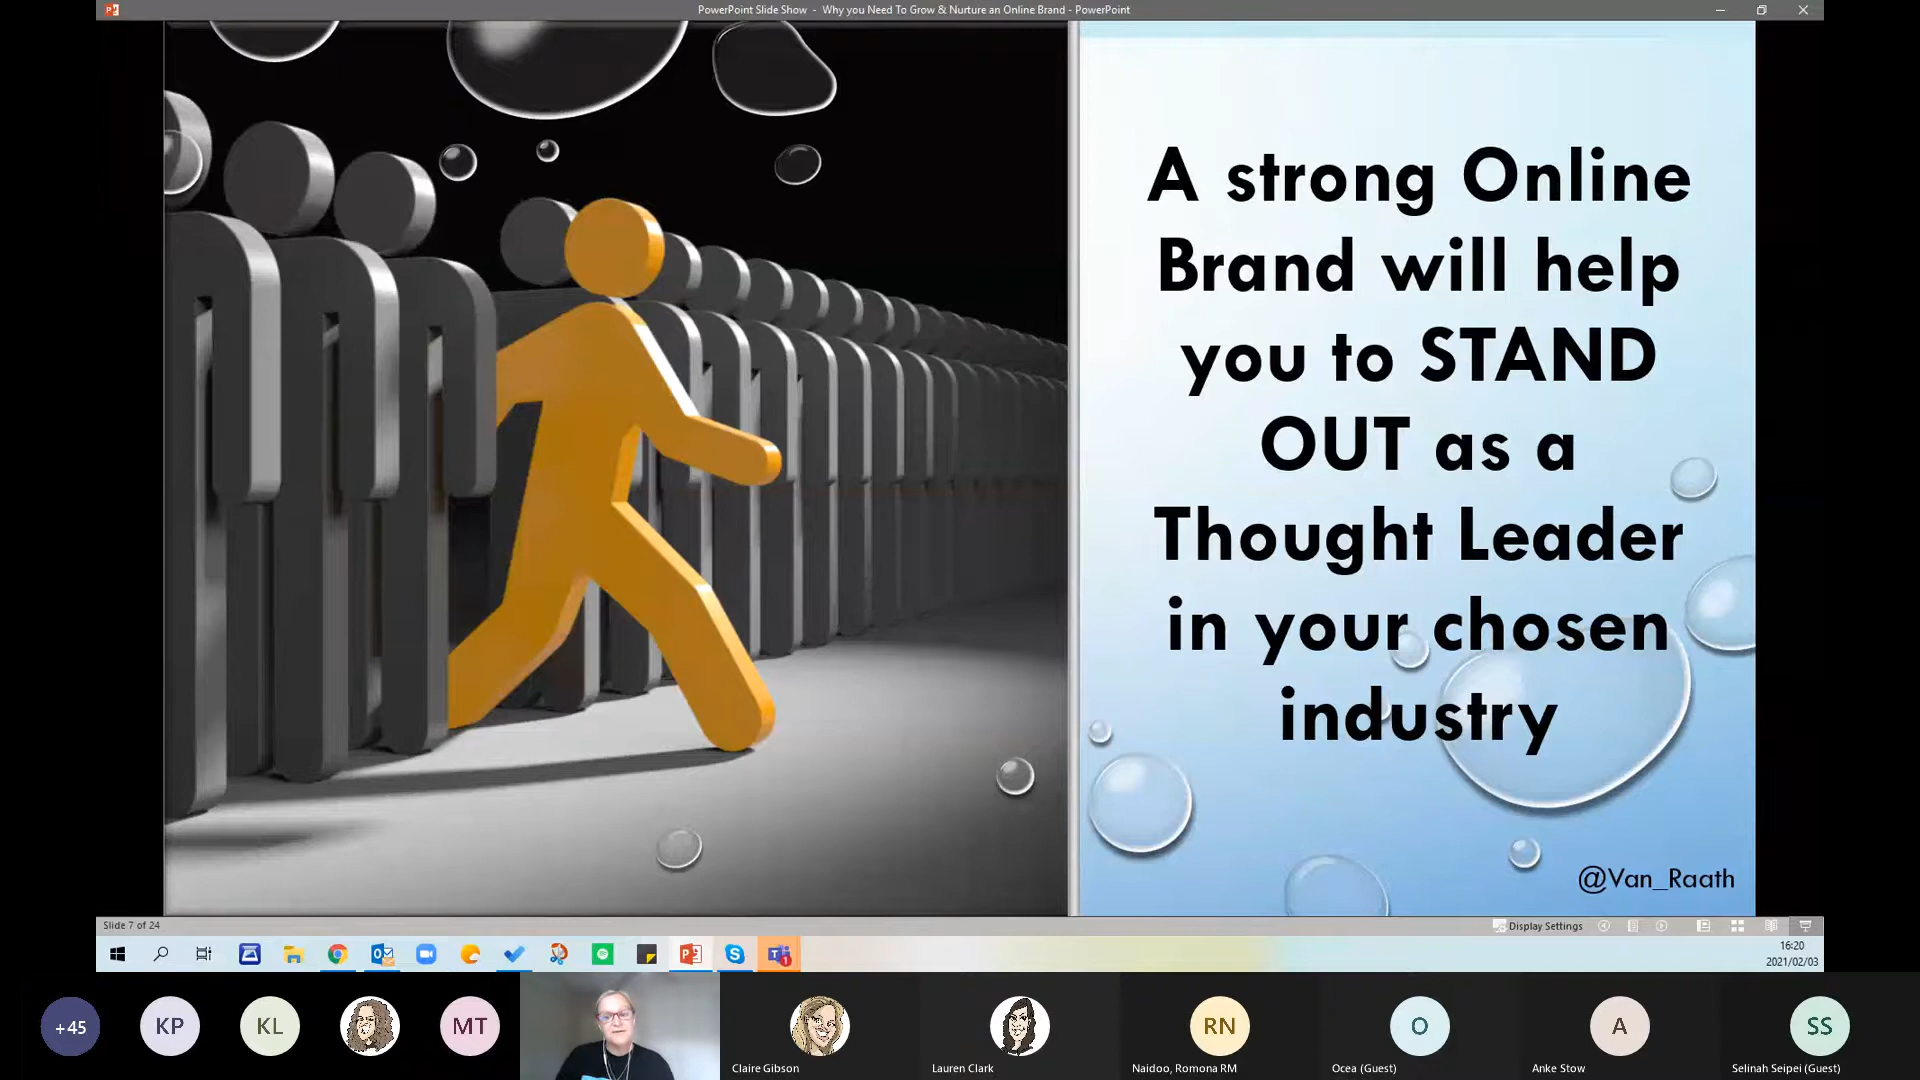 PowerPoint Slide Show - Why you Need To Grow & Nurture an Online Brand - PowerPoint
A strong Online
Brand will help
you to STAND
OUT as a
Thought Leader
in your chosen
industry
@Van_Raath
Slide 7 of 24
Display Settings
16:20
2021/02/03
+45
KP
KL
MT
RN
O
A
SS
Claire Gibson
Lauren Clark
Naidoo, Romona RM
Ocea (Guest)
Anke Stow
Selinah Seipei (Guest)